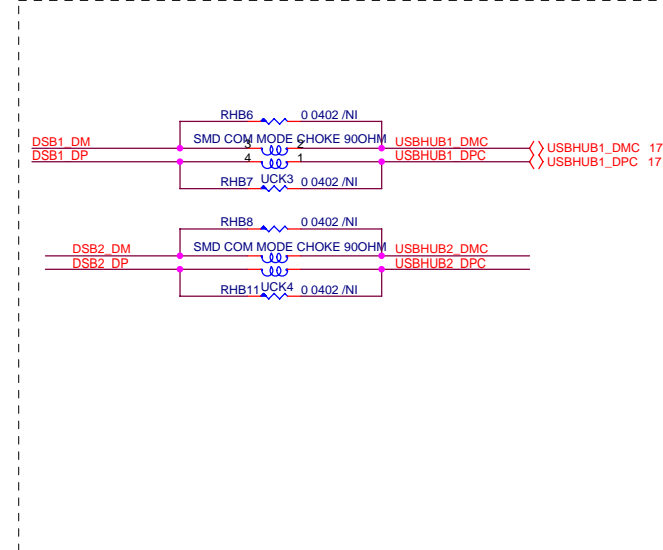 RHB6 0 0402 /NI
DSB1_DM SMD COM MODE CHOKE 90OHM USBHUB1_DMC USBHUB1_DMC 17
3 2
DSB1_DP 4 1 USBHUB1_DPC USBHUB1_DPC 17
RHB7 UCK3 0 0402 /NI
RHB8 0 0402 /NI
DSB2_DM SMD COM MODE CHOKE 90OHM USBHUB2_DMC
DSB2_DP USBHUB2_DPC
RHB11 UCK4 0 0402 /NI